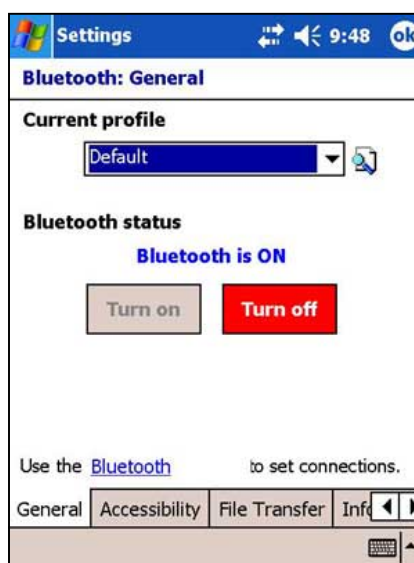 Settings 9:48 ok
Bluetooth: General
Current profile
Default
Bluetooth status
Bluetooth is ON
Turn on Turn off
Use the Bluetooth to set connections.
General Accessibility File Transfer